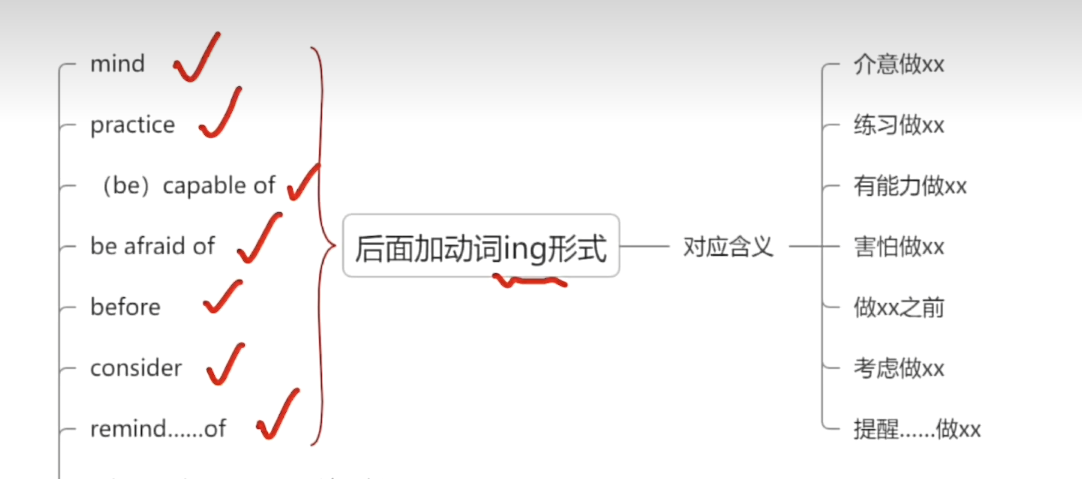 mind
practice
（be）capable of
be afraid of
before
consider
remind......of
后面加动词ing形式
对应含义
介意做xx
练习做xx
有能力做xx
害怕做xx
做xx之前
考虑做xx
提醒......做xx